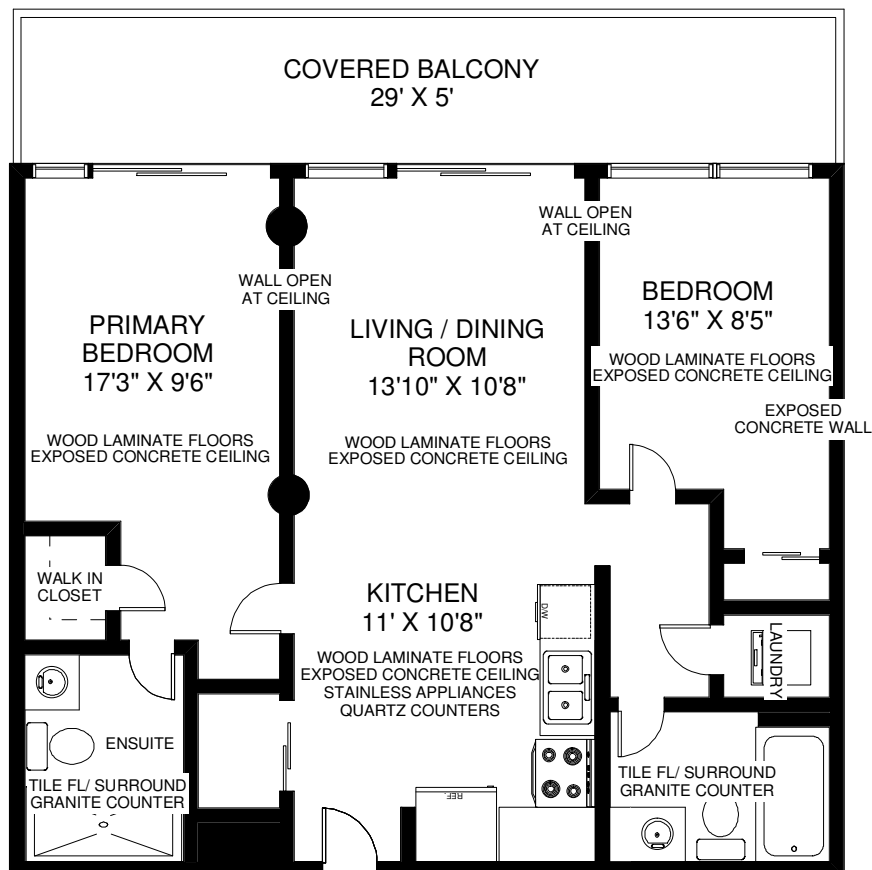 COVERED BALCONY
29' X 5'
WALL OPEN
AT CEILING
WALL OPEN
AT CEILING
BEDROOM
13'6" X 8'5"
WOOD LAMINATE FLOORS
EXPOSED CONCRETE CEILING
PRIMARY
BEDROOM
17'3" X 9'6"
WOOD LAMINATE FLOORS
EXPOSED CONCRETE CEILING
LIVING / DINING
ROOM
13'10" X 10'8"
WOOD LAMINATE FLOORS
EXPOSED CONCRETE CEILING
EXPOSED
CONCRETE WALL
WALK IN
CLOSET
KITCHEN
11' X 10'8"
WOOD LAMINATE FLOORS
EXPOSED CONCRETE CEILING
STAINLESS APPLIANCES
QUARTZ COUNTERS
DW
LAUNDRY
ENSUITE
TILE FL/ SURROUND
GRANITE COUNTER
REF.
TILE FL/ SURROUND
GRANITE COUNTER